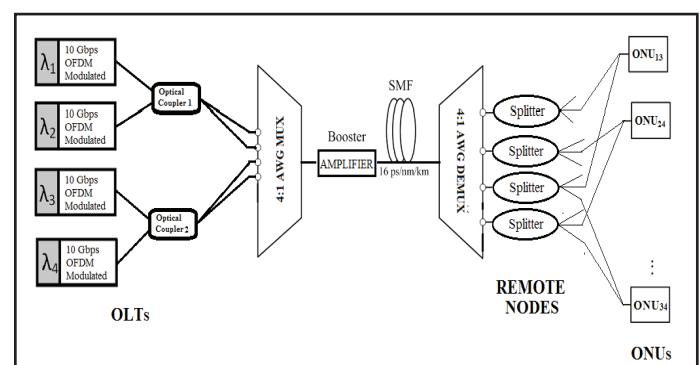 λ1 10 Gbps
OFDM
Modulated
λ2 10 Gbps
OFDM
Modulated
λ3 10 Gbps
OFDM
Modulated
λ4 10 Gbps
OFDM
Modulated
OLTs
Optical
Coupler 1
Optical
Coupler 2
4:1 AWG MUX
Booster
AMPLIFIER
SMF
16 ps/nm/km
4:1 AWG DEMUX
Splitter
Splitter
Splitter
Splitter
REMOTE
NODES
ONU13
ONU24
⋮
ONU34
ONUs